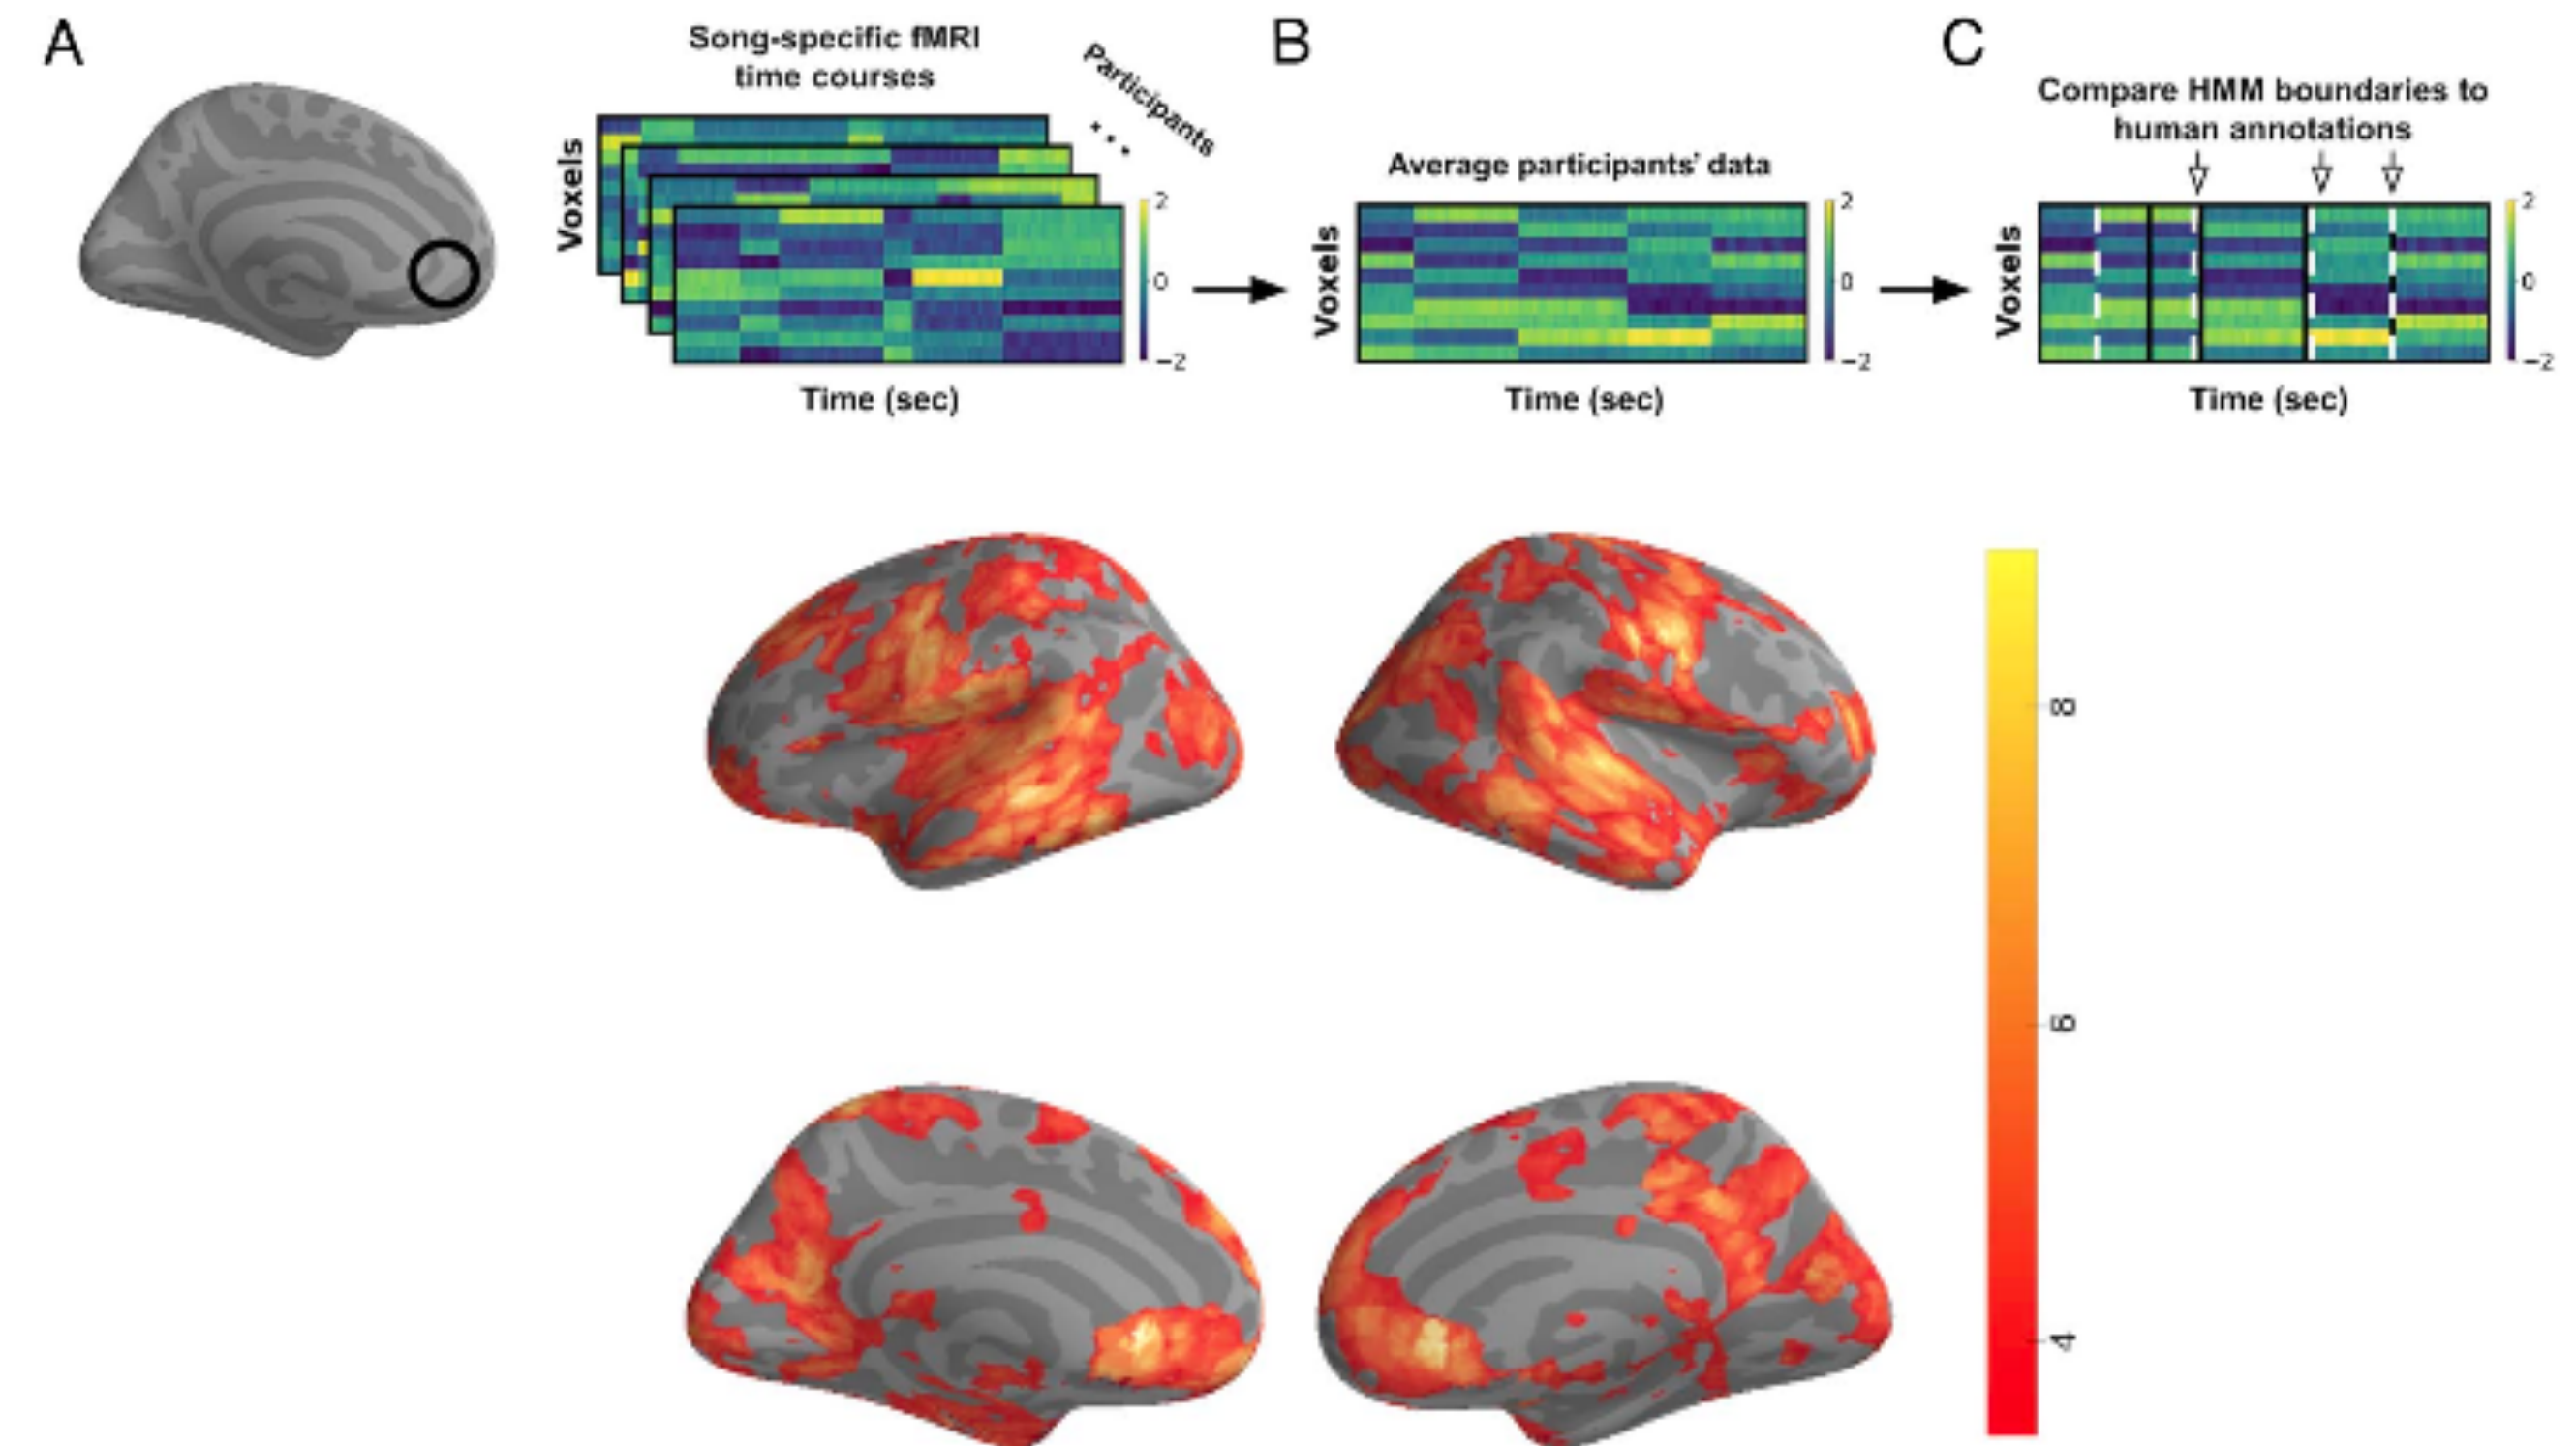 A
Song-specific fMRI
time courses
Participants
...
Voxels
2
0
−2
Time (sec)
B
Average participants' data
Voxels
2
0
−2
Time (sec)
C
Compare HMM boundaries to
human annotations
Voxels
2
0
−2
Time (sec)
8
6
4